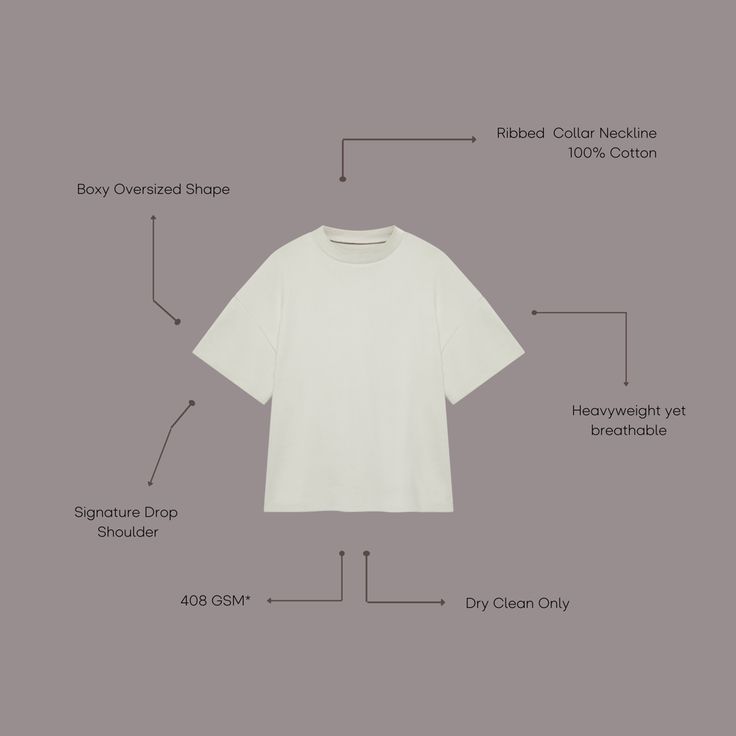 Ribbed Collar Neckline
100% Cotton
Boxy Oversized Shape
Heavyweight yet
breathable
Signature Drop
Shoulder
408 GSM*
Dry Clean Only